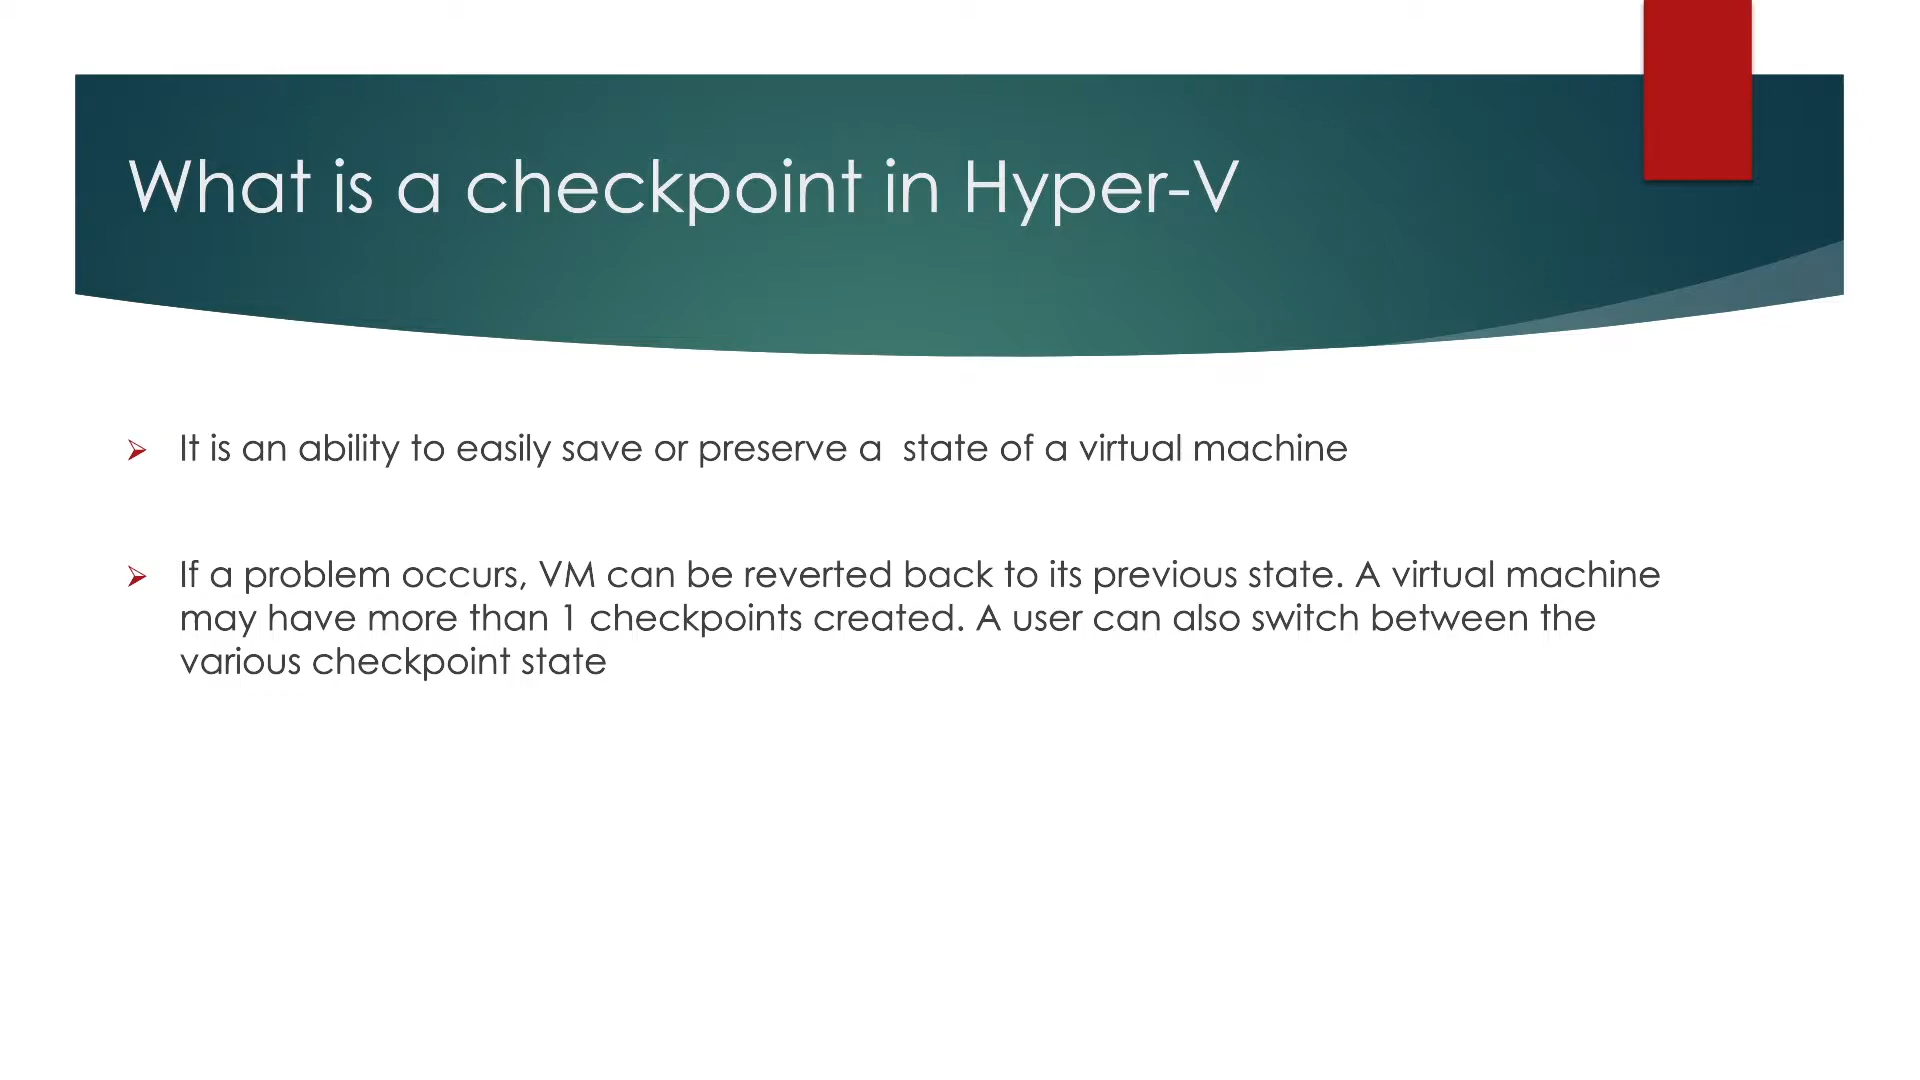 What is a checkpoint in Hyper-V
It is an ability to easily save or preserve a  state of a virtual machine
If a problem occurs, VM can be reverted back to its previous state. A virtual machine
may have more than 1 checkpoints created. A user can also switch between the
various checkpoint state